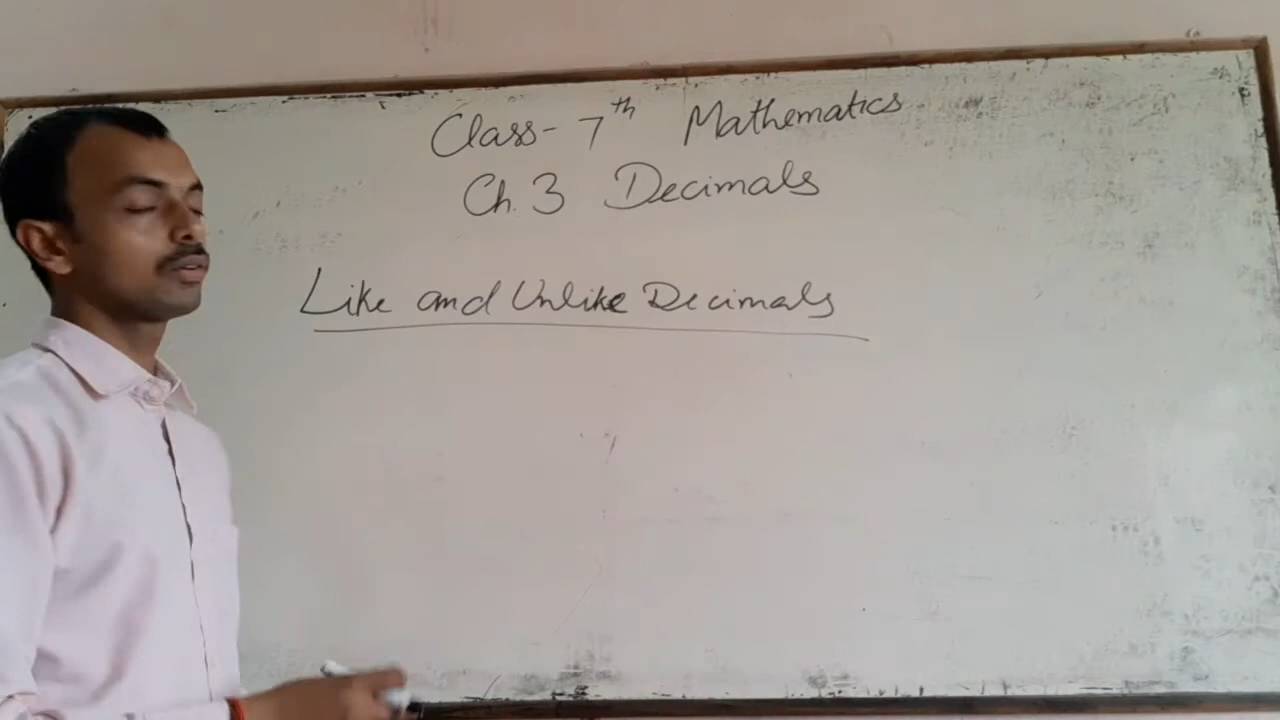 Class- 7th Mathematics
Ch. 3 Decimals
Like and Unlike Decimals